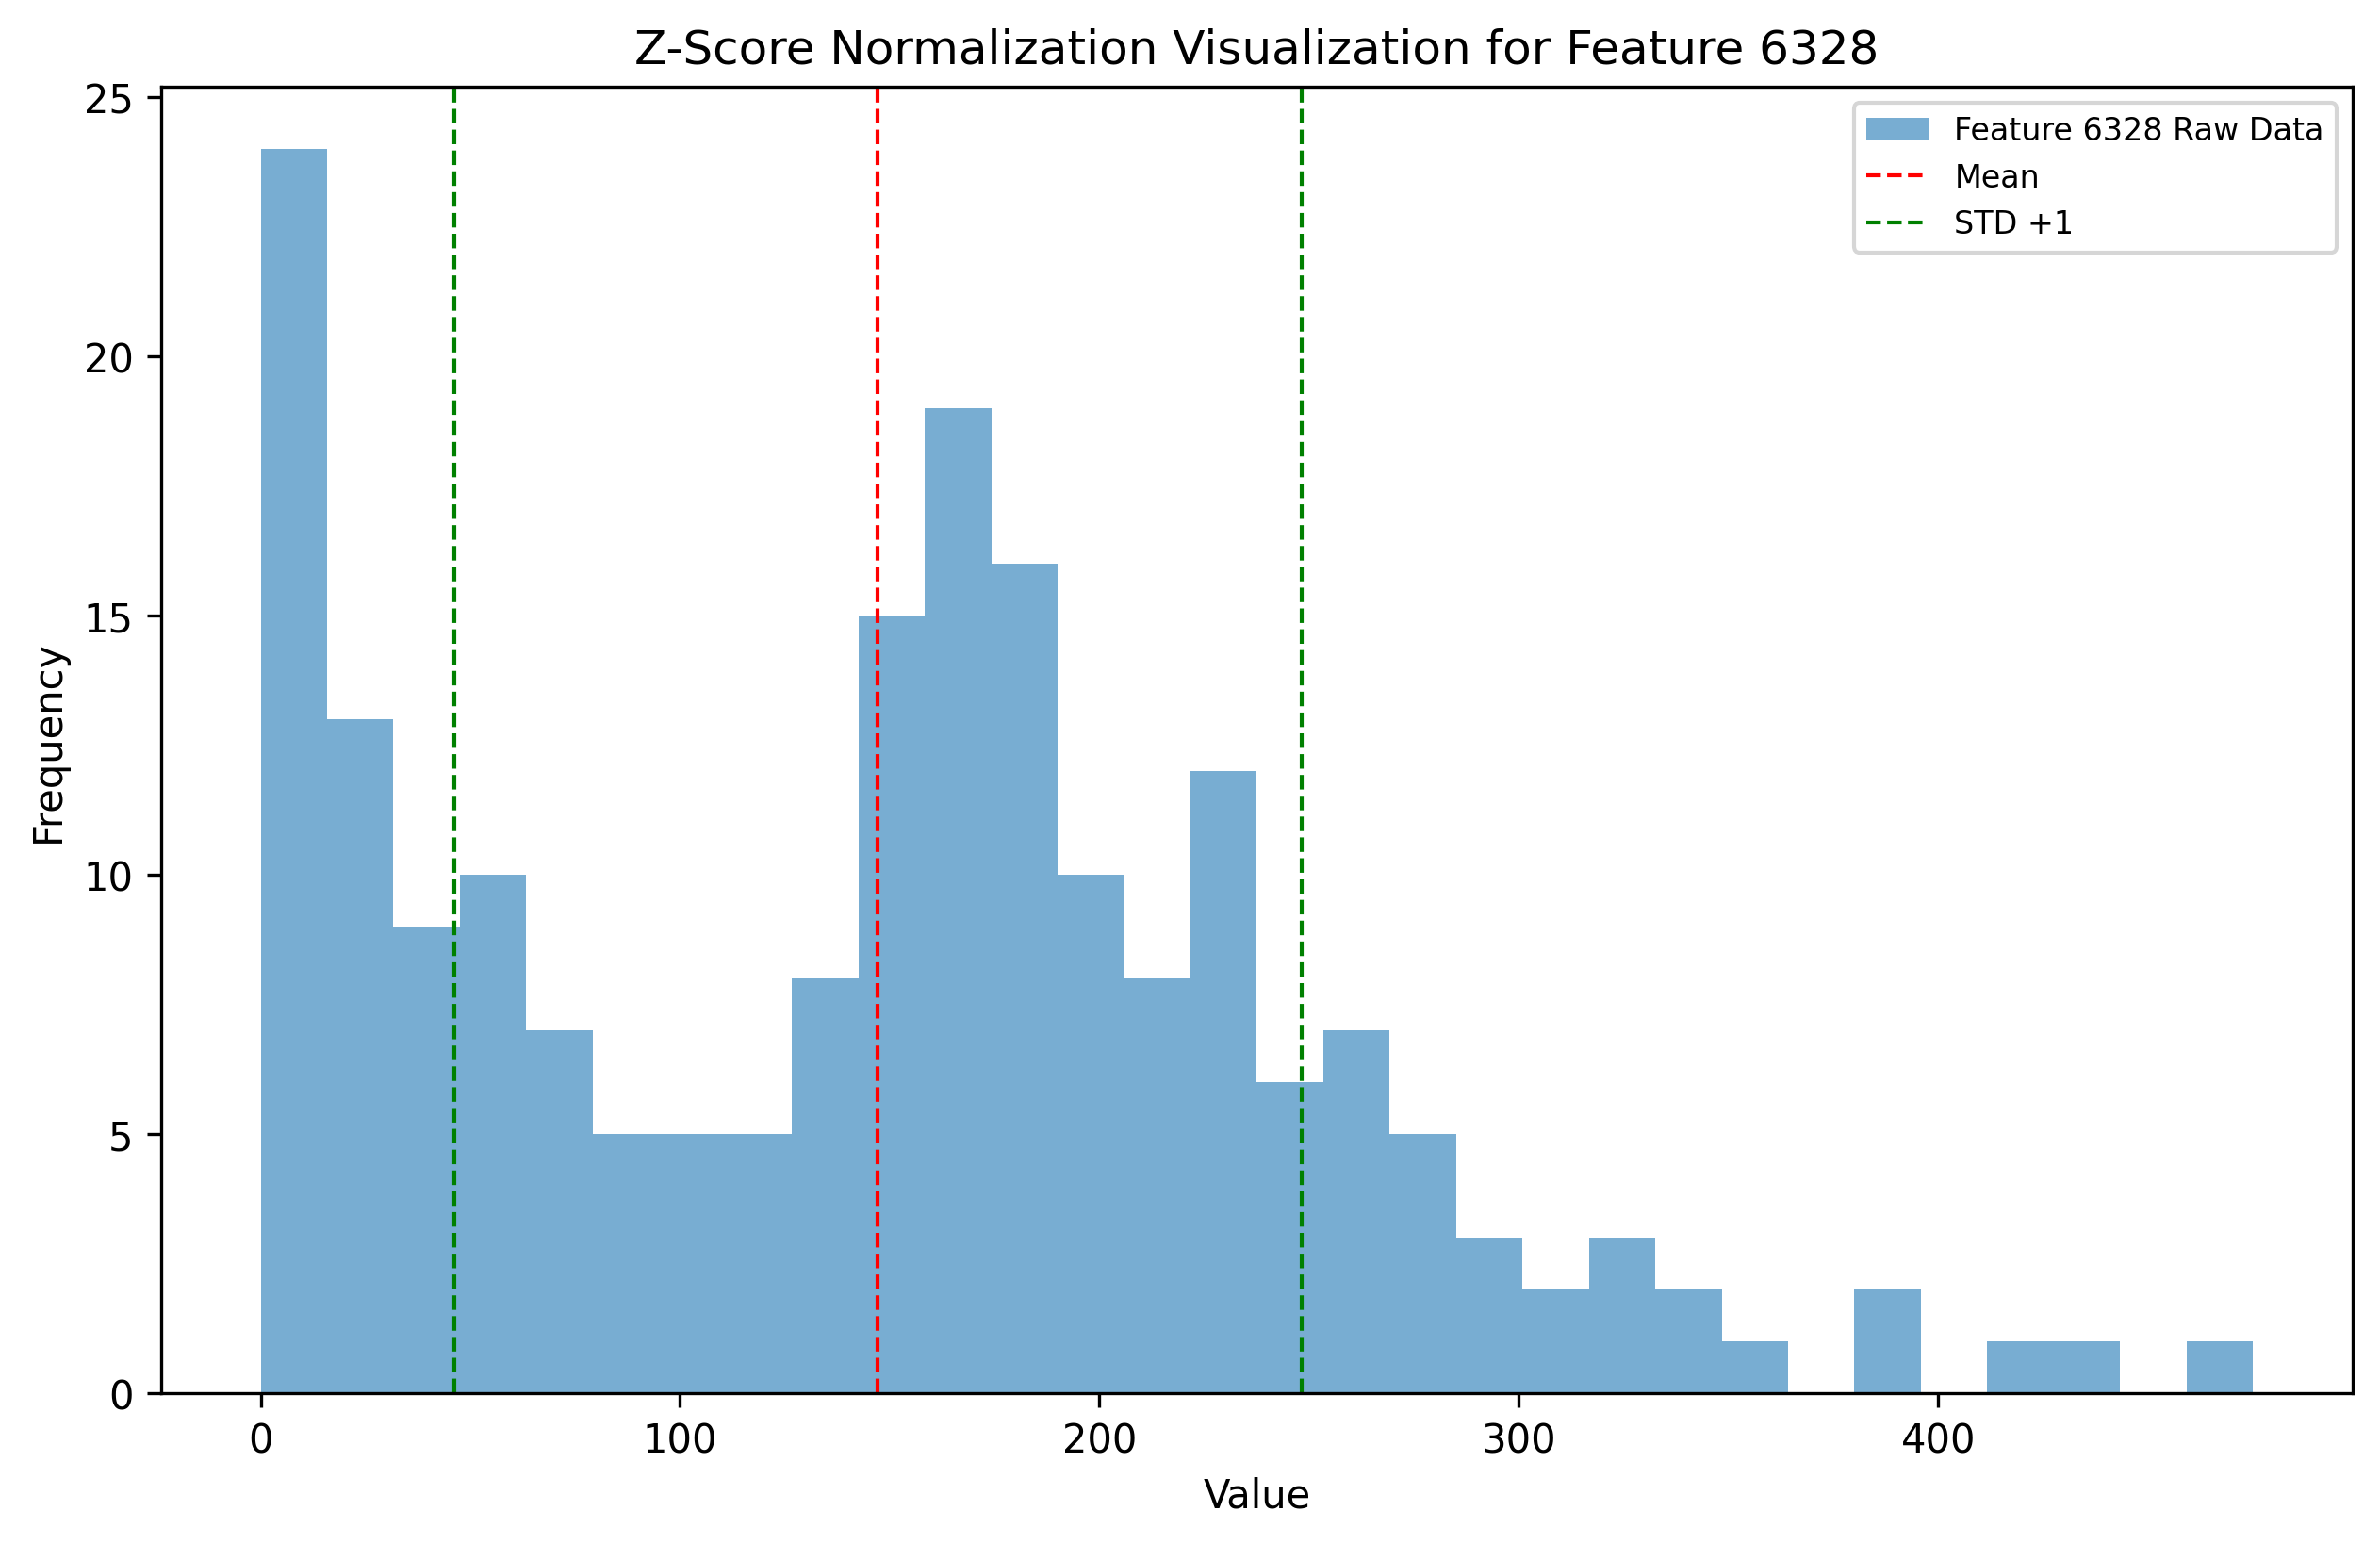 Z-Score Normalization Visualization for Feature 6328
25
20
15
10
5
0
Frequency
Feature 6328 Raw Data
Mean
STD +1
0 100 200 300 400
Value